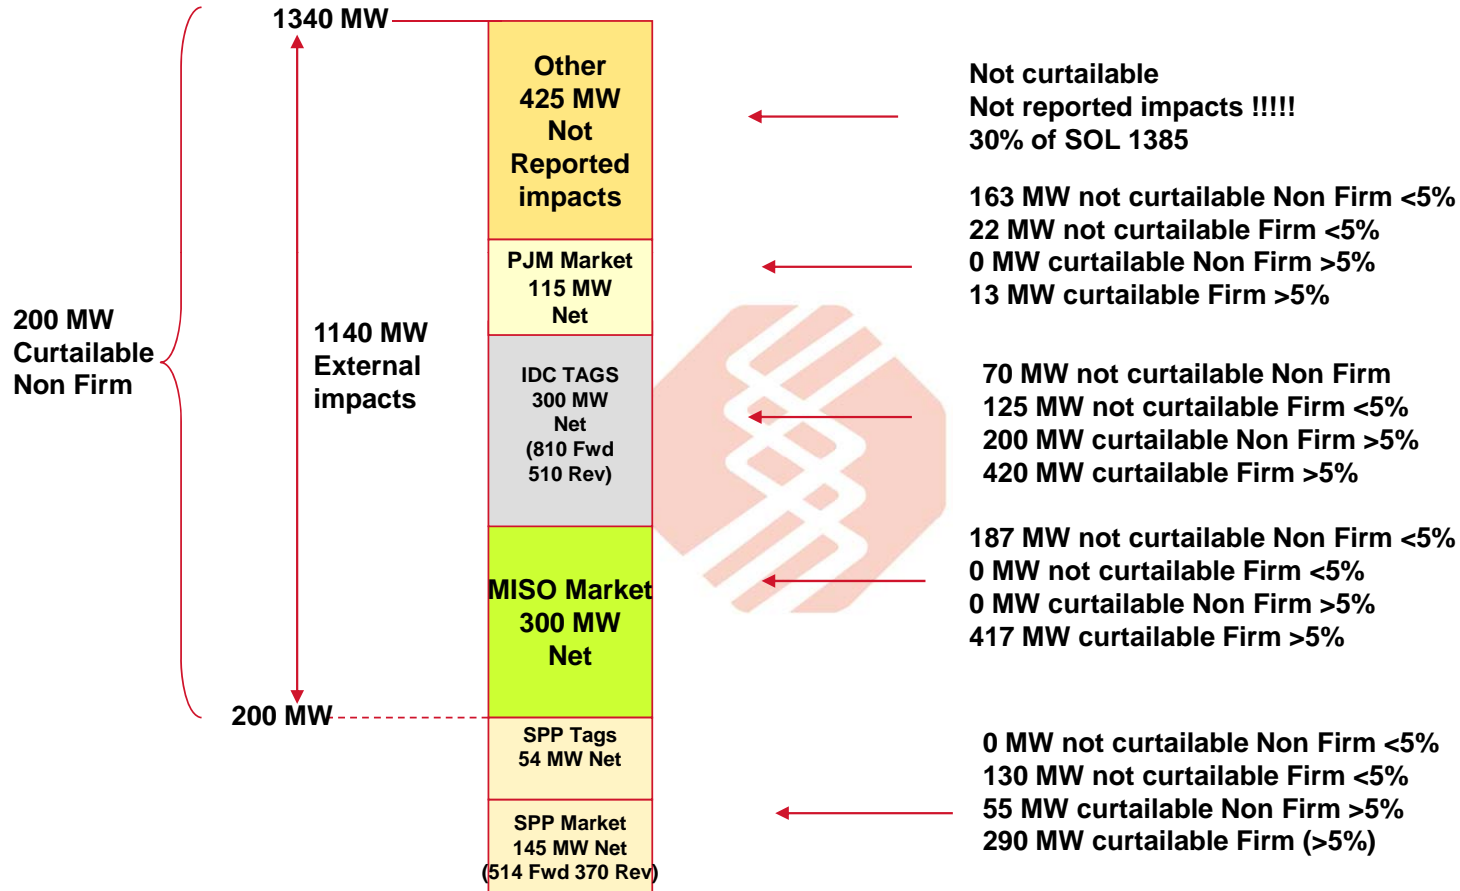 1340 MW
Other
425 MW
Not
Reported
impacts
Not curtailable
Not reported impacts !!!!!
30% of SOL 1385
PJM Market
115 MW
Net
163 MW not curtailable Non Firm <5%
22 MW not curtailable Firm <5%
0 MW curtailable Non Firm >5%
13 MW curtailable Firm >5%
200 MW
Curtailable
Non Firm
1140 MW
External
impacts
IDC TAGS
300 MW
Net
(810 Fwd
510 Rev)
70 MW not curtailable Non Firm
125 MW not curtailable Firm <5%
200 MW curtailable Non Firm >5%
420 MW curtailable Firm >5%
MISO Market
300 MW
Net
187 MW not curtailable Non Firm <5%
0 MW not curtailable Firm <5%
0 MW curtailable Non Firm >5%
417 MW curtailable Firm >5%
200 MW
SPP Tags
54 MW Net
SPP Market
145 MW Net
(514 Fwd 370 Rev)
0 MW not curtailable Non Firm <5%
130 MW not curtailable Firm <5%
55 MW curtailable Non Firm >5%
290 MW curtailable Firm (>5%)